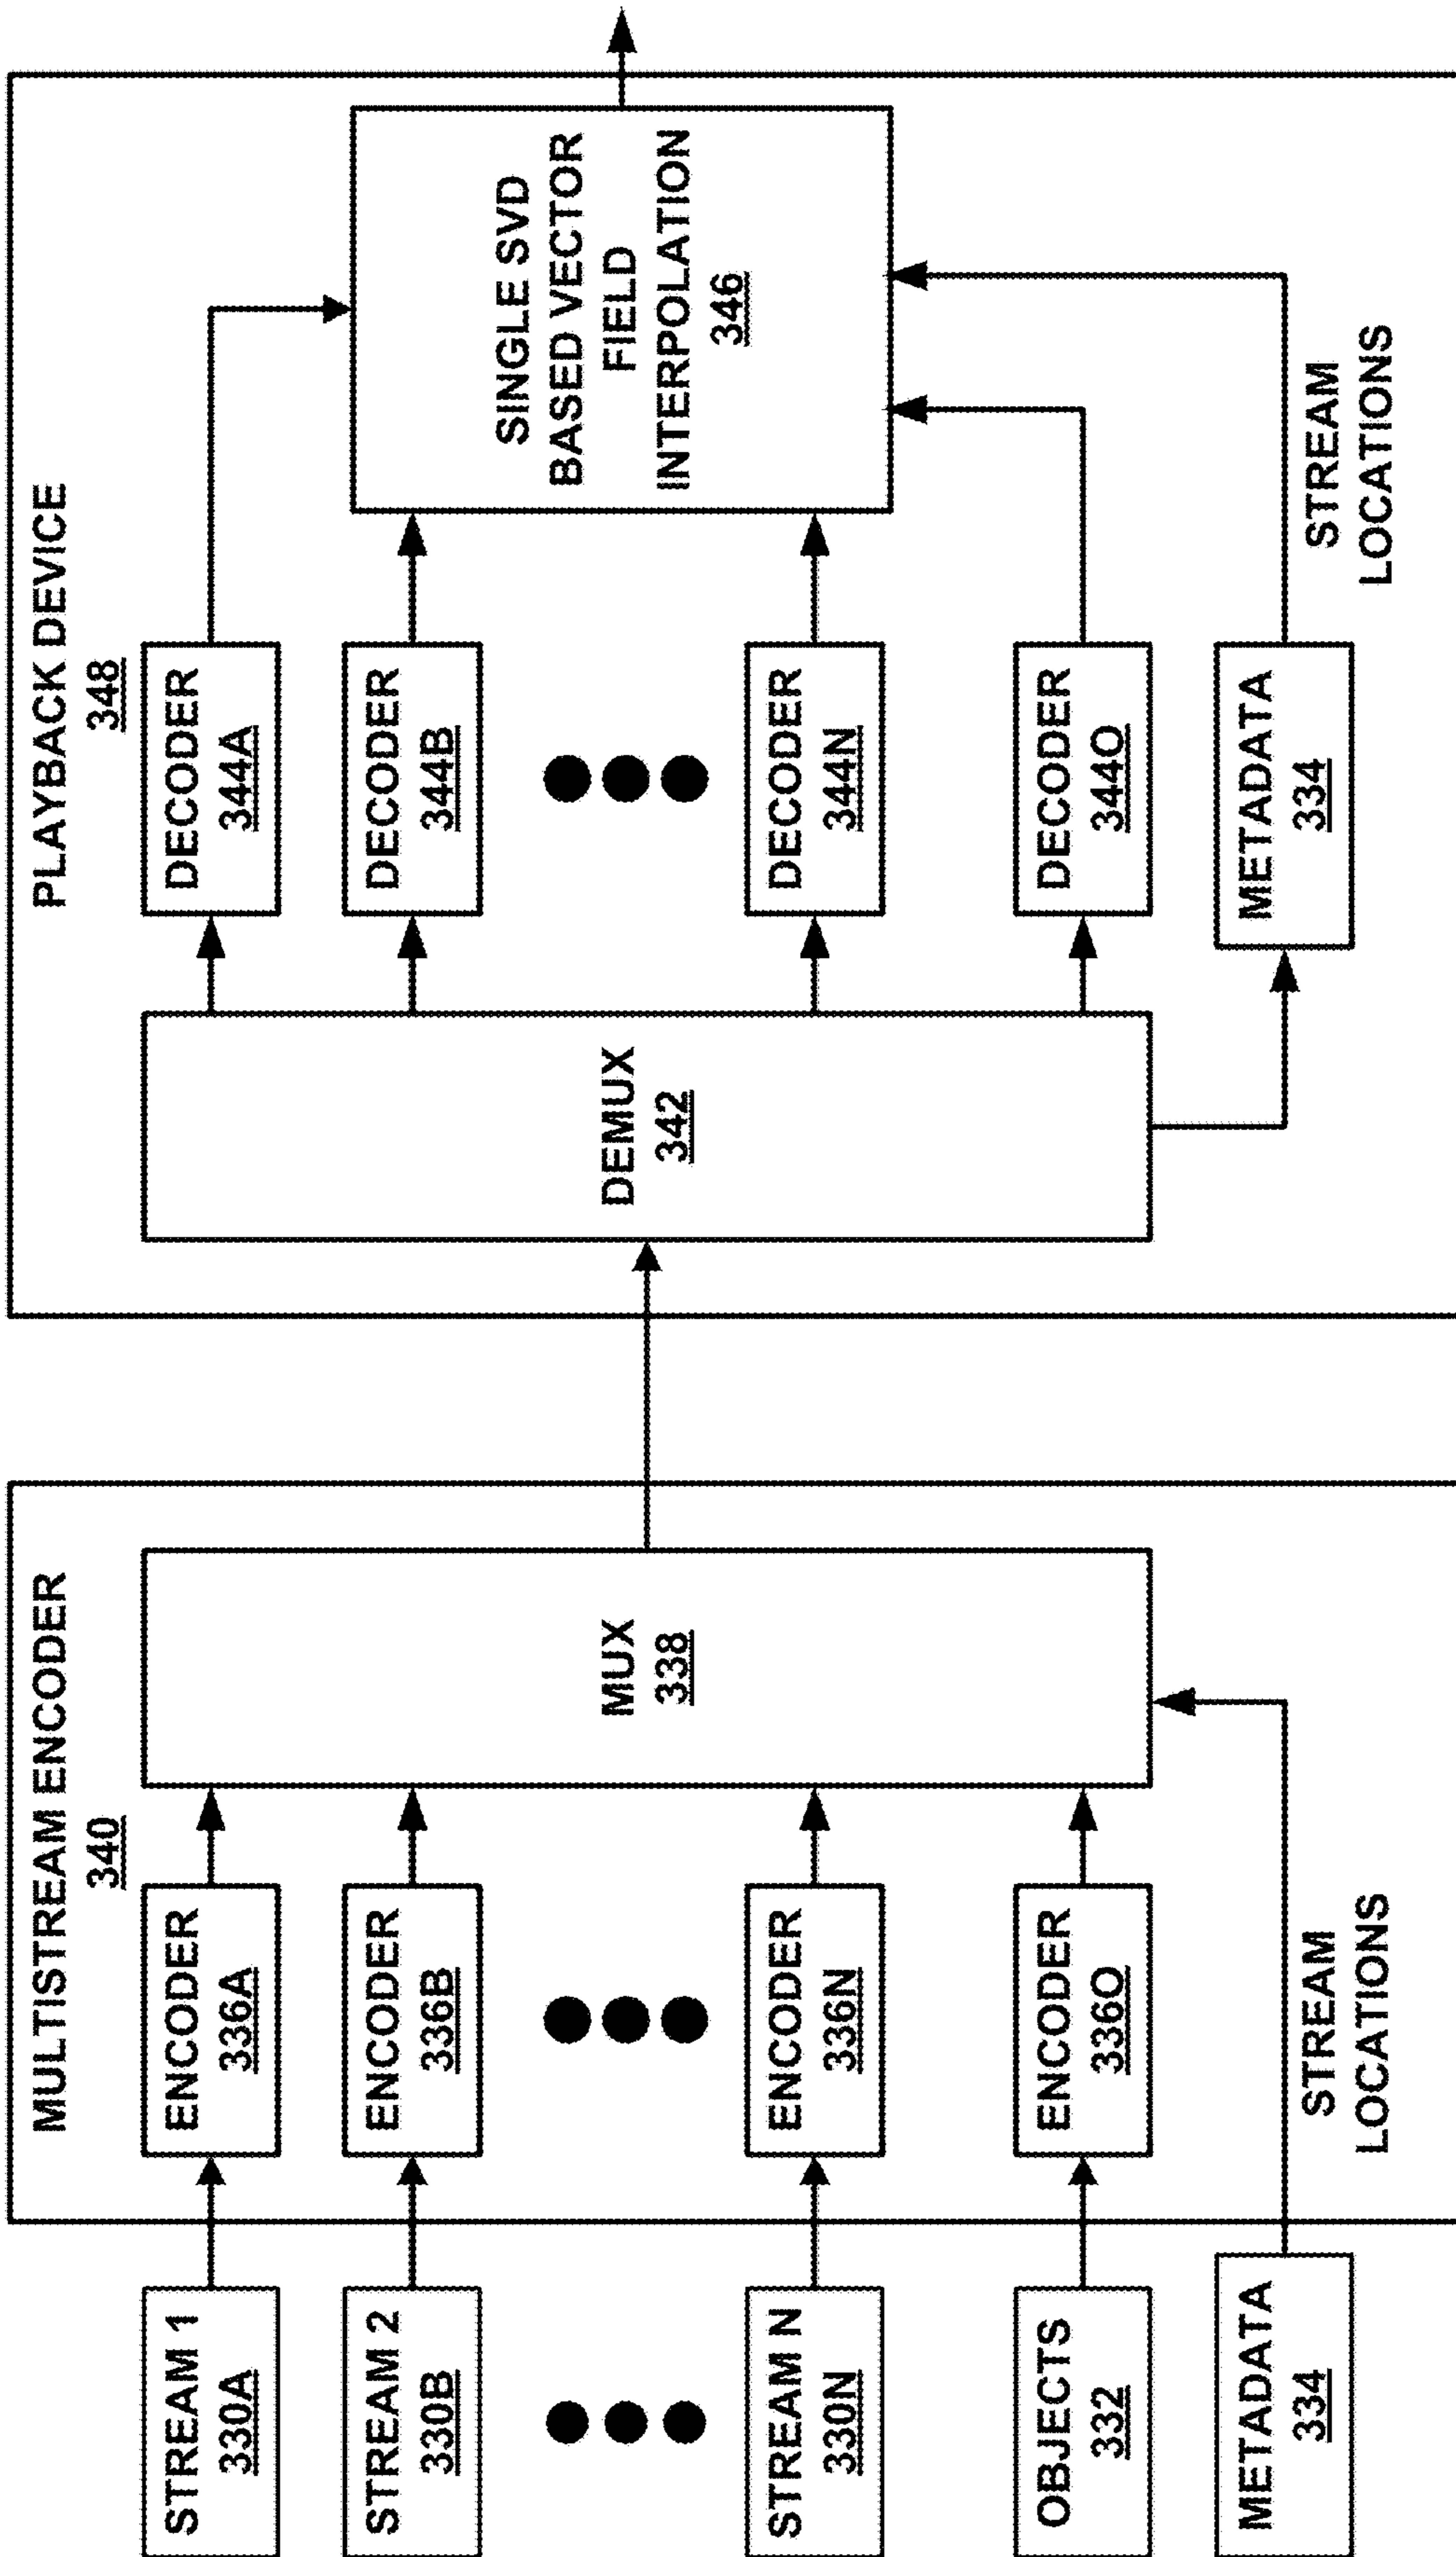 STREAM 1
330A
STREAM 2
330B
STREAM N
330N
OBJECTS
332
METADATA
334
MULTISTREAM ENCODER
340
ENCODER
336A
ENCODER
336B
ENCODER
336N
ENCODER
336O
MUX
338
STREAM
LOCATIONS
PLAYBACK DEVICE
348
DEMUX
342
DECODER
344A
DECODER
344B
DECODER
344N
DECODER
344O
METADATA
334
SINGLE SVD
BASED VECTOR
FIELD
INTERPOLATION
346
STREAM
LOCATIONS